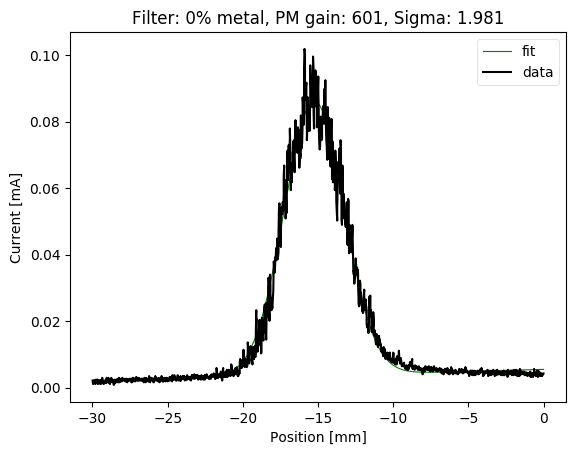 Filter: 0% metal, PM gain: 601, Sigma: 1.981
fit
data
Current [mA]
0.10
0.08
0.06
0.04
0.02
0.00
−30 −25 −20 −15 −10 −5 0
Position [mm]